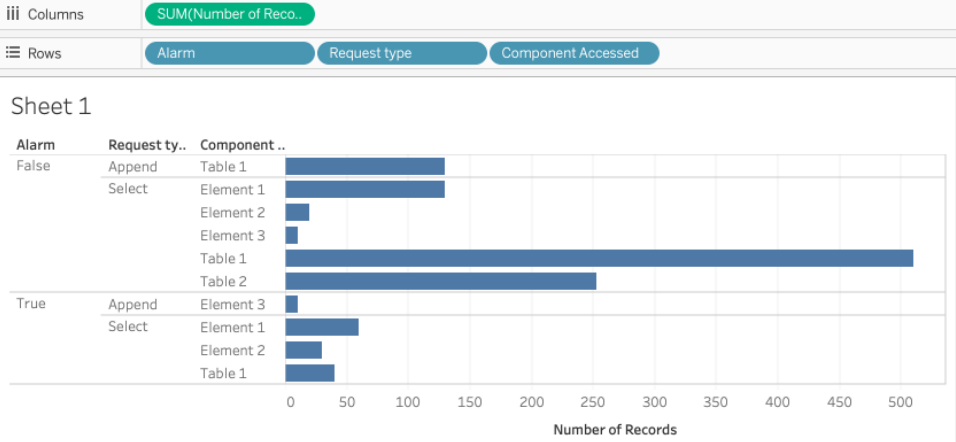 Columns SUM(Number of Reco..
Rows Alarm Request type Component Accessed
Sheet 1
Alarm Request ty.. Component ..
False Append Table 1
Select Element 1
Element 2
Element 3
Table 1
Table 2
True Append Element 3
Select Element 1
Element 2
Table 1
0 50 100 150 200 250 300 350 400 450 500
Number of Records